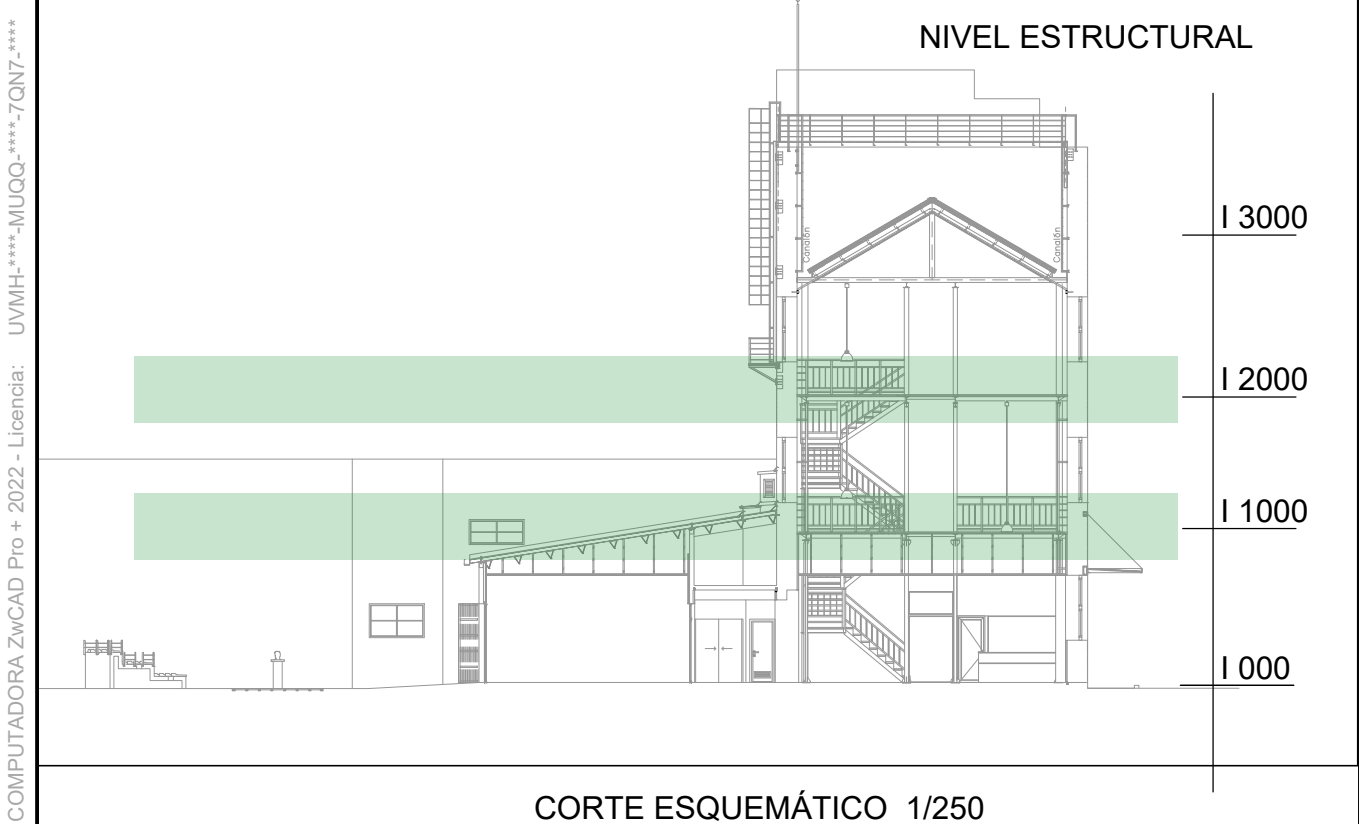 COMPUTADORA ZwCAD Pro + 2022 - Licencia: UVMH-****-MUQQ-****-7QN7-****
NIVEL ESTRUCTURAL
Canalón
Canalón
I 3000
I 2000
I 1000
I 000
CORTE ESQUEMÁTICO 1/250